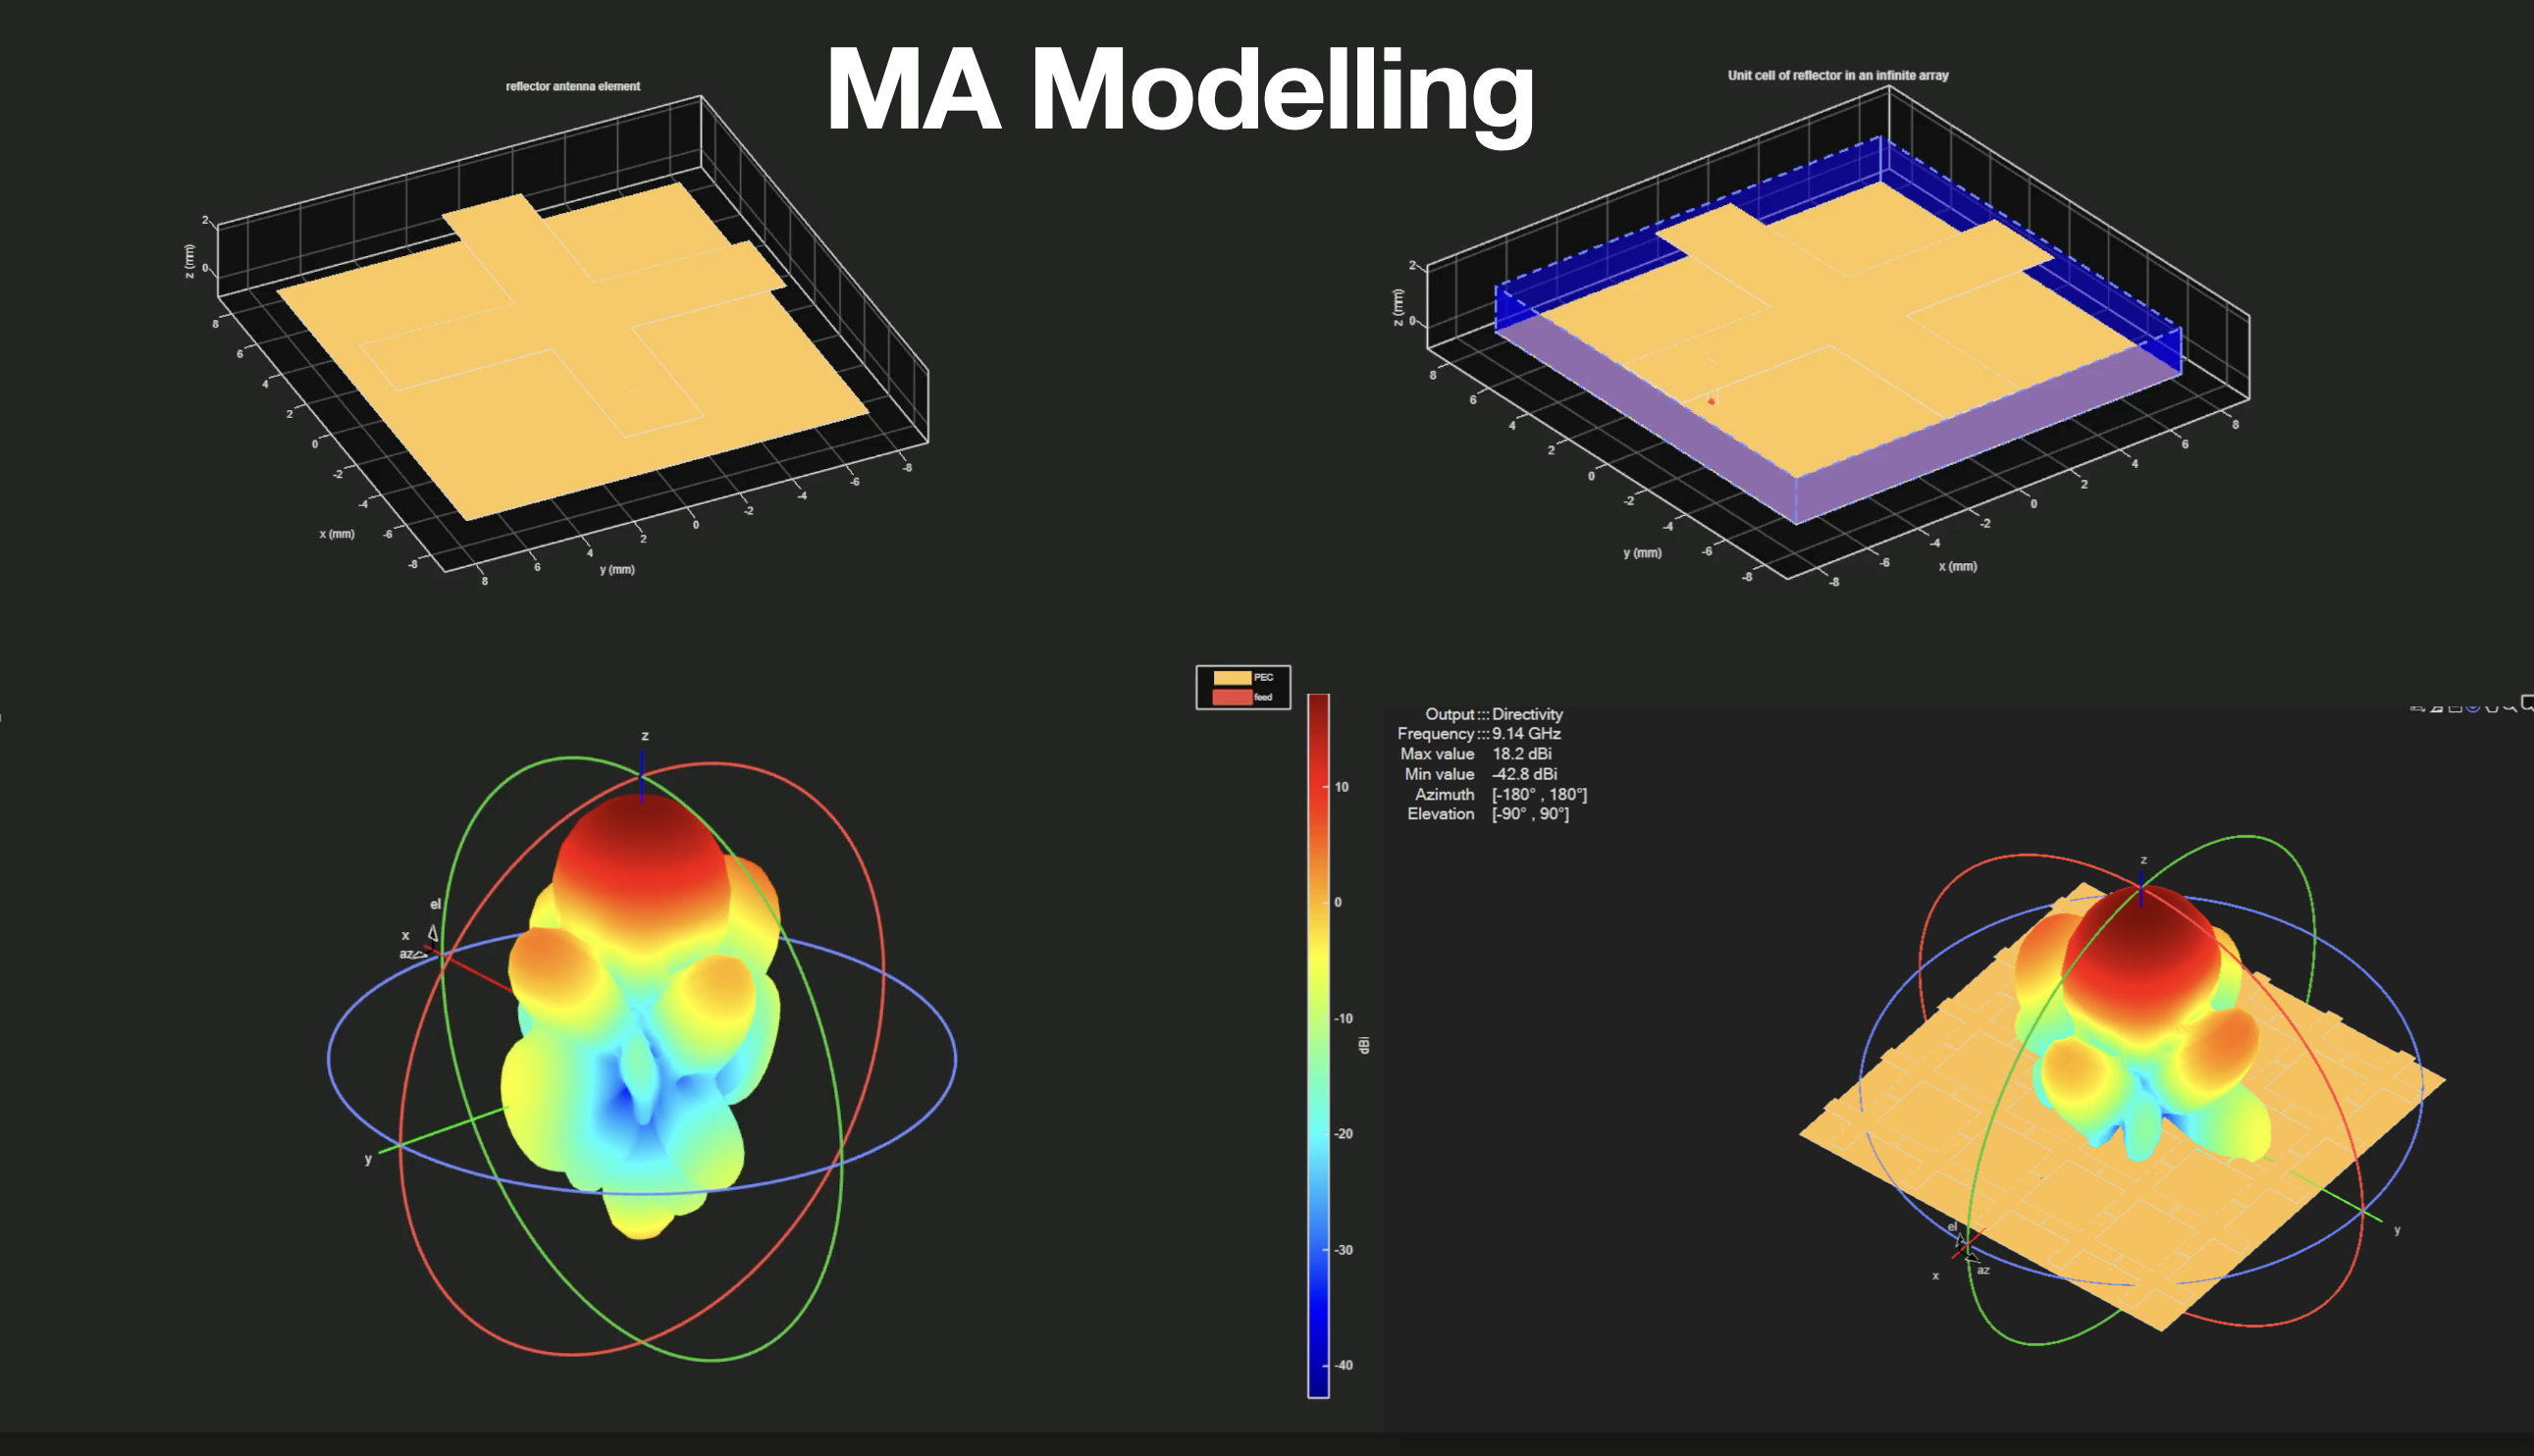 MA Modelling
reflector antenna element
2
0
z (mm)
8
6
4
2
0
-2
-4
-6
-8
x (mm)
8
6
4
2
0
-2
-4
-6
-8
y (mm)
Unit cell of reflector in an infinite array
2
0
z (mm)
8
6
4
2
0
-2
-4
-6
-8
y (mm)
-8
-6
-4
-2
0
2
4
6
8
x (mm)
PEC
feed
10
0
-10
-20
-30
-40
dBi
z
el
x
az
y
Output ::: Directivity
Frequency ::: 9.14 GHz
Max value 18.2 dBi
Min value -42.8 dBi
Azimuth [-180° , 180°]
Elevation [-90° , 90°]
z
el
x
az
y